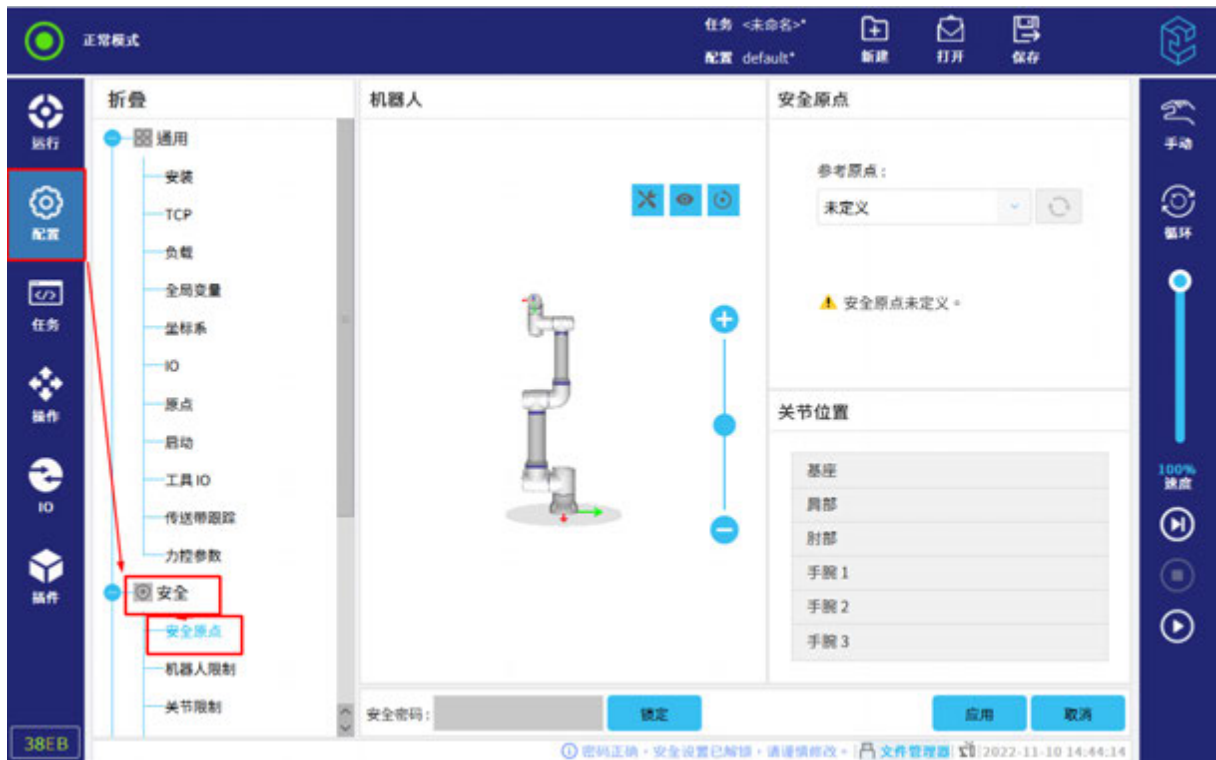 正常模式
任务 <未命名>*
配置 default*
新建
打开
保存
运行
配置
任务
操作
IO
插件
38EB
折叠
通用
安装
TCP
负载
全局变量
坐标系
IO
原点
启动
工具 IO
传送带跟踪
力控参数
安全
安全原点
机器人限制
关节限制
机器人
安全原点
参考原点:
未定义
安全原点未定义。
关节位置
基座
肩部
肘部
手腕 1
手腕 2
手腕 3
安全密码:
锁定
应用
取消
密码正确，安全设置已解锁，请谨慎修改。
文件管理器
2022-11-10 14:44:14
手动
循环
100%
速度